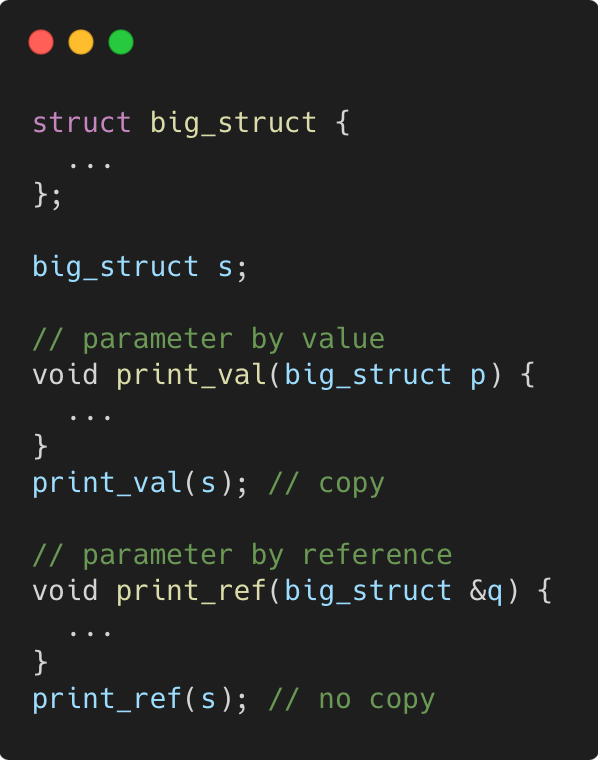 struct big_struct {
  ...
};
big_struct s;
// parameter by value
void print_val(big_struct p) {
  ...
}
print_val(s); // copy
// parameter by reference
void print_ref(big_struct &q) {
  ...
}
print_ref(s); // no copy